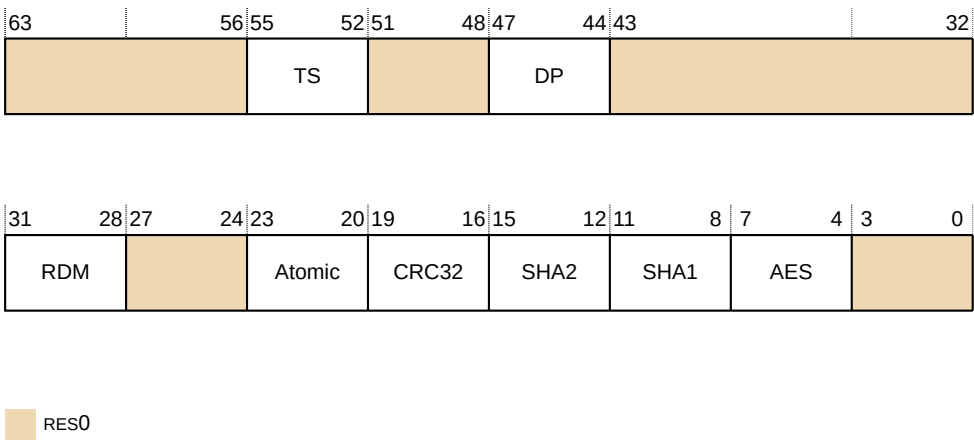 63 56 55 52 51 48 47 44 43 32
TS DP
31 28 27 24 23 20 19 16 15 12 11 8 7 4 3 0
RDM Atomic CRC32 SHA2 SHA1 AES
RES0